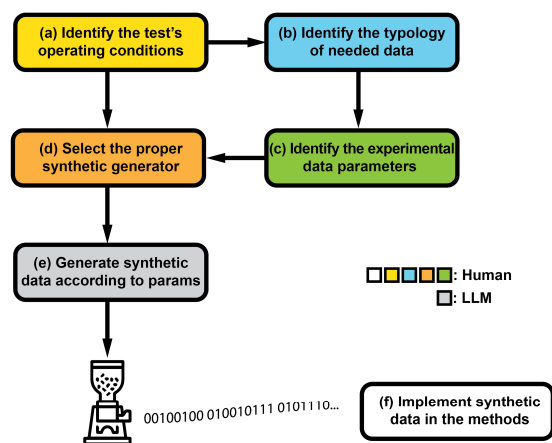 (a) Identify the test's
operating conditions
(b) Identify the typology
of needed data
(d) Select the proper
synthetic generator
(c) Identify the experimental
data parameters
(e) Generate synthetic
data according to params
: Human
: LLM
00100100 010010111 0101110...
(f) Implement synthetic
data in the methods